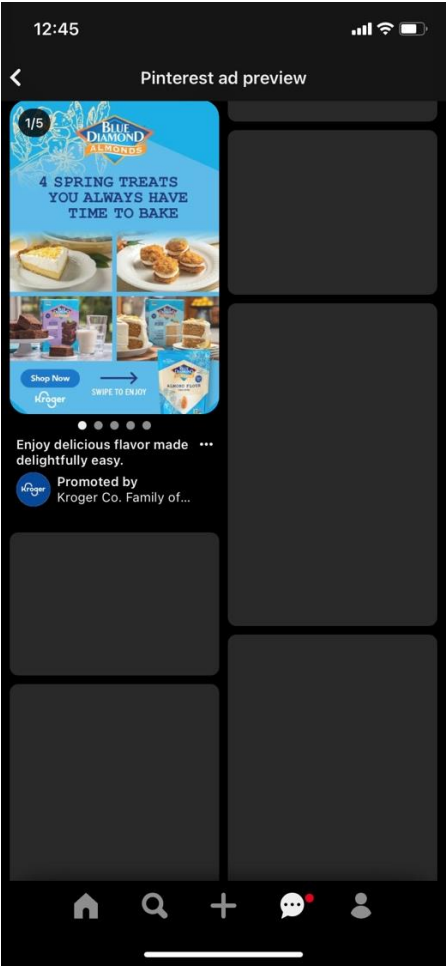 12:45
Pinterest ad preview
1/5
BLUE
DIAMOND
ALMONDS
4 SPRING TREATS
YOU ALWAYS HAVE
TIME TO BAKE
Shop Now
Kroger
SWIPE TO ENJOY
ALMOND FLOUR
Enjoy delicious flavor made
delightfully easy.
Kroger
Promoted by
Kroger Co. Family of...